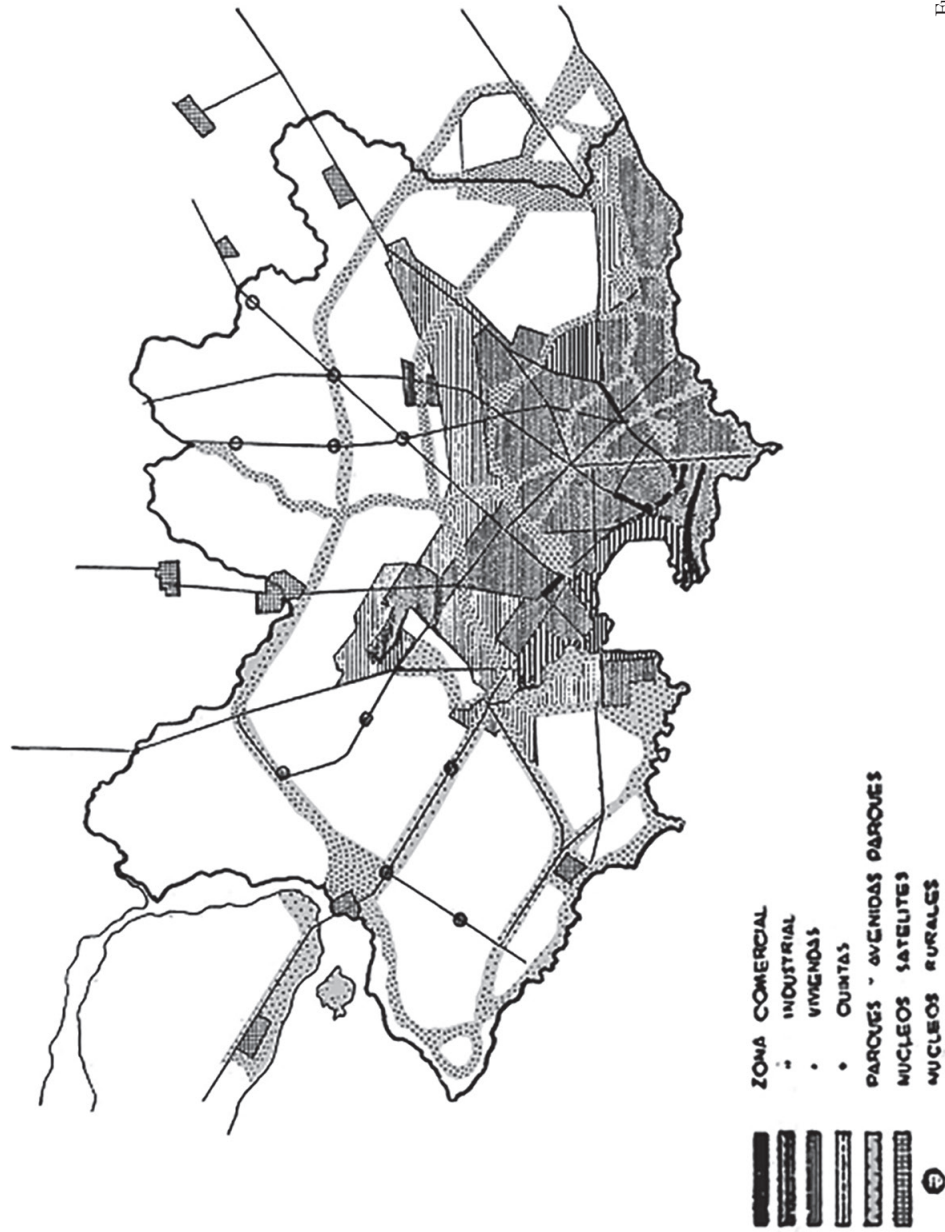 ZONA COMERCIAL
" INDUSTRIAL
" VIVIENDAS
" QUINTAS
PARQUES - AVENIDAS PARQUES
NUCLEOS SATELITES
NUCLEOS RURALES